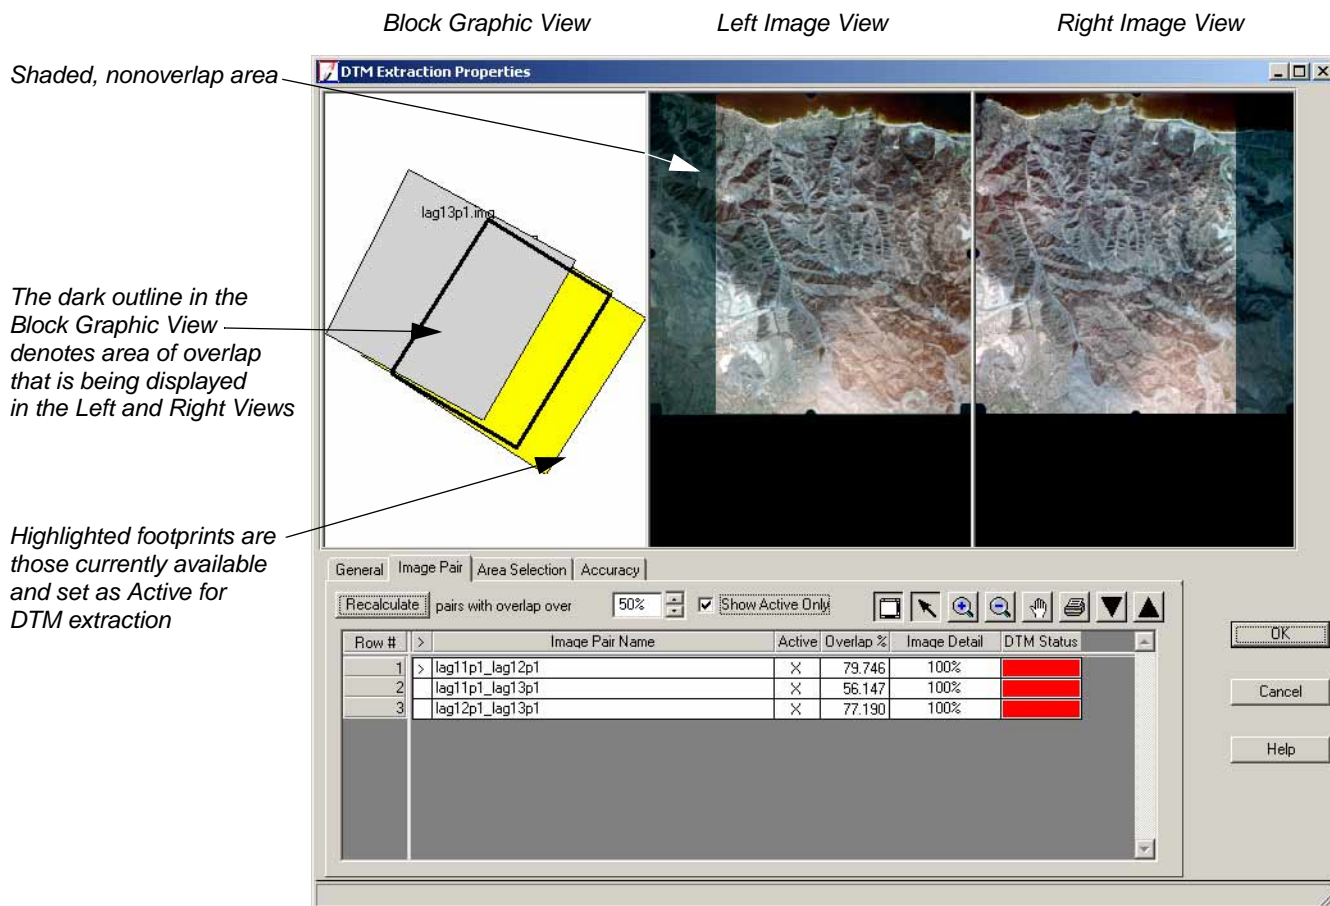 Block Graphic View Left Image View Right Image View
Shaded, nonoverlap area
DTM Extraction Properties
lag13p1.img
The dark outline in the
Block Graphic View
denotes area of overlap
that is being displayed
in the Left and Right Views
Highlighted footprints are
those currently available
and set as Active for
DTM extraction
General Image Pair Area Selection Accuracy
Recalculate pairs with overlap over 50% Show Active Only
Row # > Image Pair Name Active Overlap % Image Detail DTM Status
1 > lag11p1_lag12p1 X 79.746 100%
2 lag11p1_lag13p1 X 56.147 100%
3 lag12p1_lag13p1 X 77.190 100%
OK
Cancel
Help